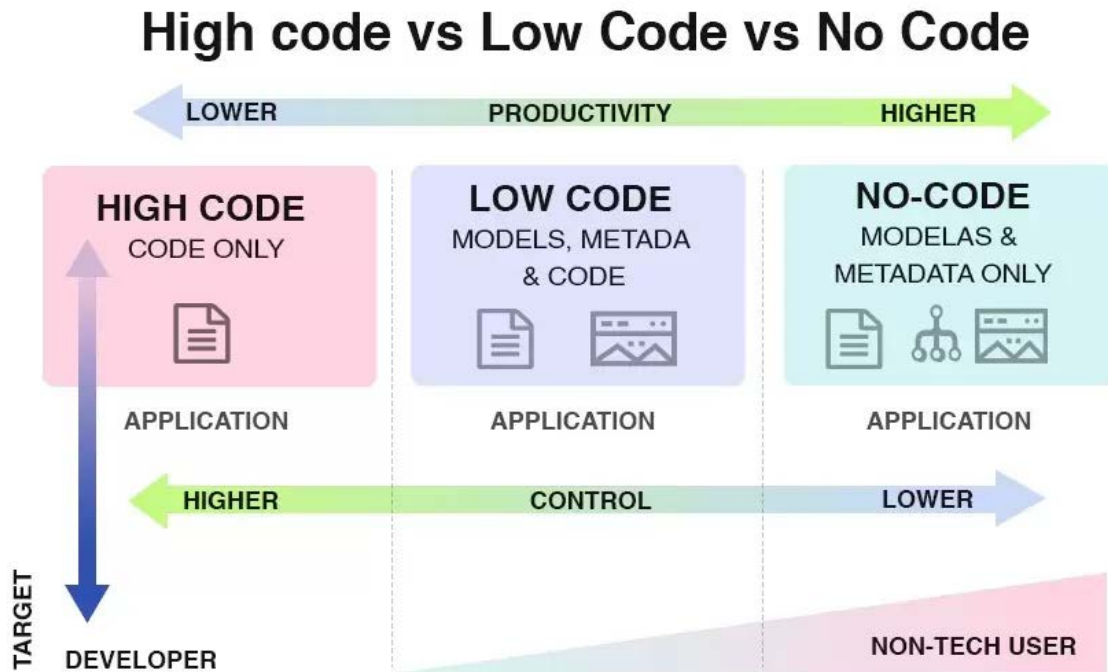 High code vs Low Code vs No Code
LOWER PRODUCTIVITY HIGHER
HIGH CODE
CODE ONLY
LOW CODE
MODELS, METADA
& CODE
NO-CODE
MODELAS &
METADATA ONLY
APPLICATION APPLICATION APPLICATION
HIGHER CONTROL LOWER
TARGET
DEVELOPER
NON-TECH USER